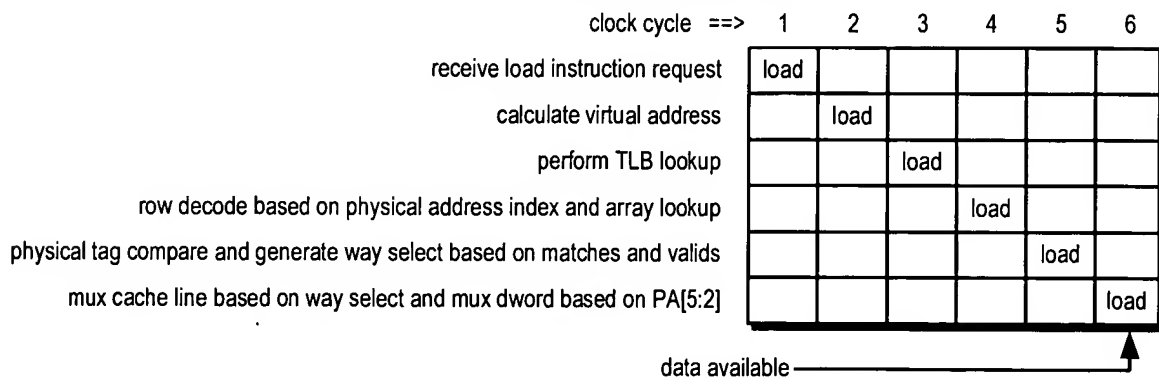 clock cycle ==> 1 2 3 4 5 6
receive load instruction request load
calculate virtual address load
perform TLB lookup load
row decode based on physical address index and array lookup load
physical tag compare and generate way select based on matches and valids load
mux cache line based on way select and mux dword based on PA[5:2] load
data available